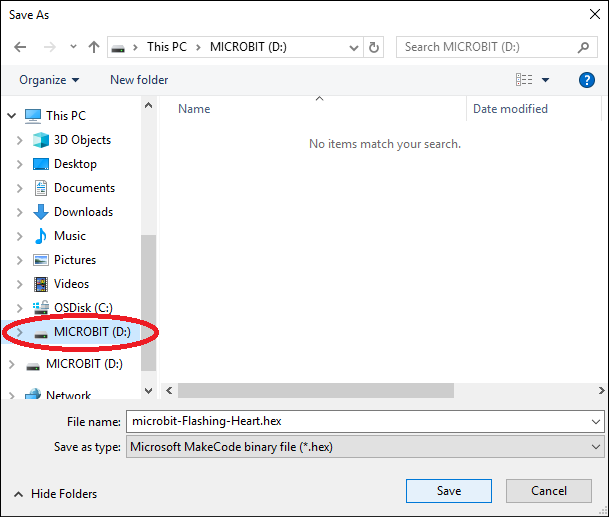 Save As
This PC > MICROBIT (D:)
Search MICROBIT (D:)
Organize
New folder
?
Name
Date modified
No items match your search.
This PC
3D Objects
Desktop
Documents
Downloads
Music
Pictures
Videos
OSDisk (C:)
MICROBIT (D:)
MICROBIT (D:)
Network
File name: microbit-Flashing-Heart.hex
Save as type: Microsoft MakeCode binary file (*.hex)
Hide Folders
Save
Cancel